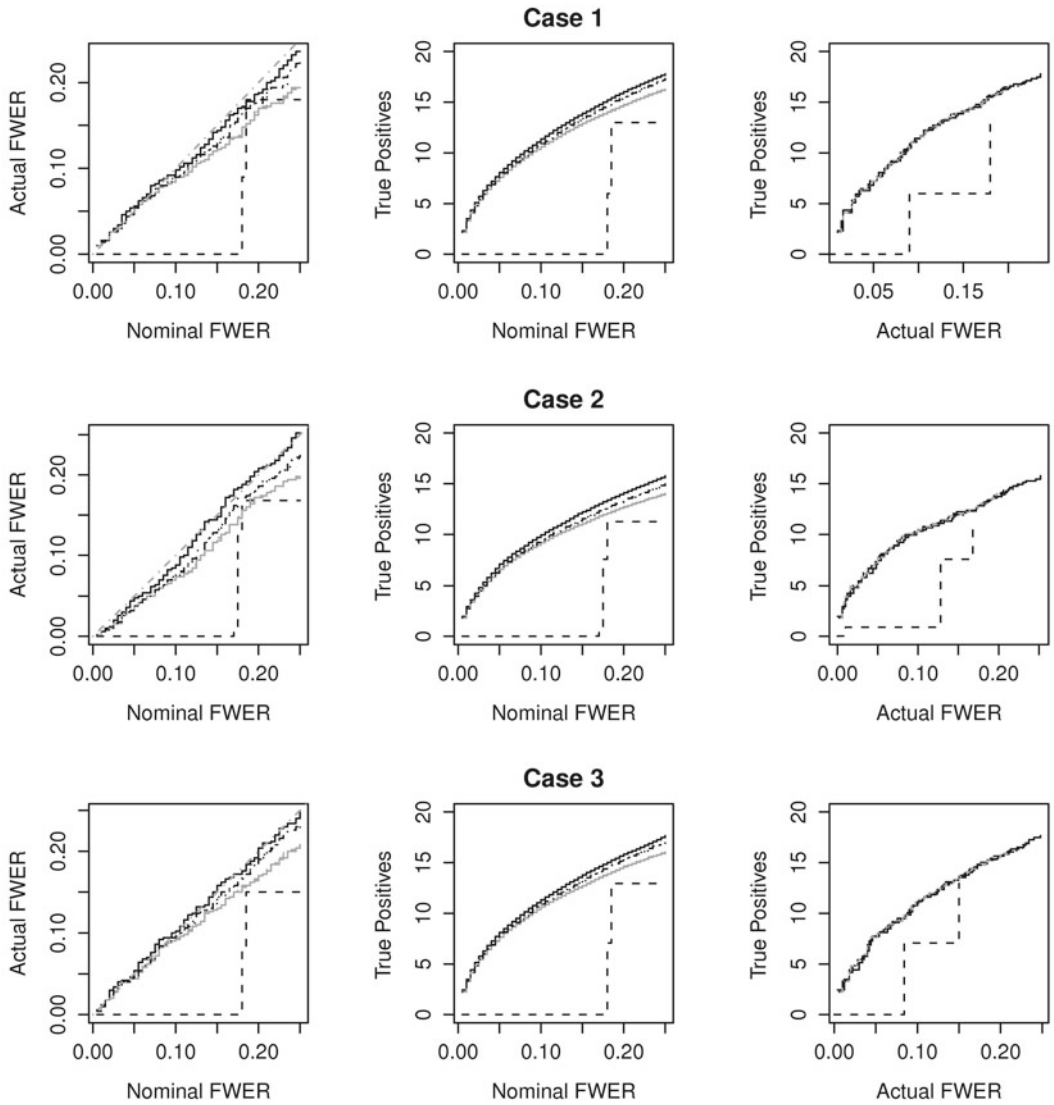 Case 1
Actual FWER
0.00 0.10 0.20
0.00 0.10 0.20
Nominal FWER
True Positives
0 5 10 15 20
0.00 0.10 0.20
Nominal FWER
True Positives
0 5 10 15 20
0.05 0.15
Actual FWER
Case 2
Actual FWER
0.00 0.10 0.20
0.00 0.10 0.20
Nominal FWER
True Positives
0 5 10 15 20
0.00 0.10 0.20
Nominal FWER
True Positives
0 5 10 15 20
0.00 0.10 0.20
Actual FWER
Case 3
Actual FWER
0.00 0.10 0.20
0.00 0.10 0.20
Nominal FWER
True Positives
0 5 10 15 20
0.00 0.10 0.20
Nominal FWER
True Positives
0 5 10 15 20
0.00 0.10 0.20
Actual FWER